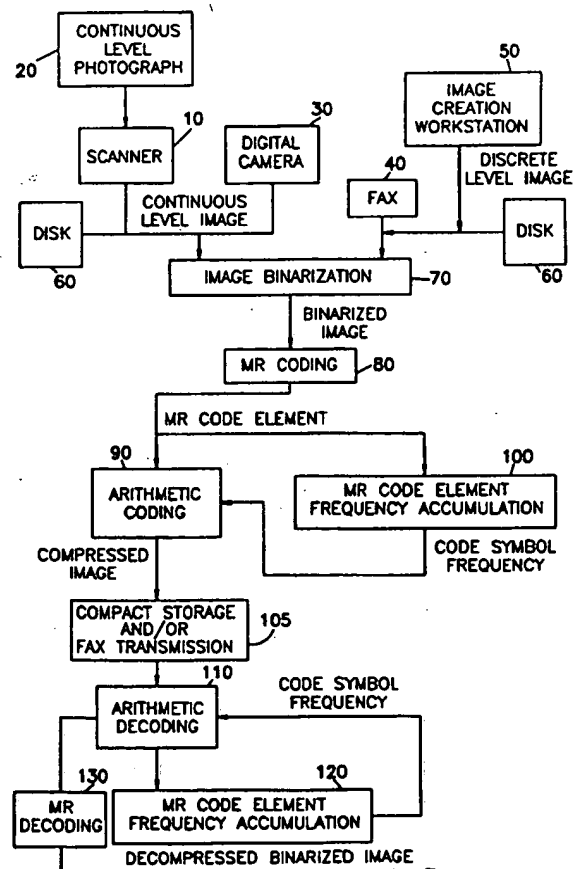 CONTINUOUS
LEVEL
PHOTOGRAPH
20
50
IMAGE
CREATION
WORKSTATION
10
SCANNER
30
DIGITAL
CAMERA
DISCRETE
LEVEL IMAGE
40
FAX
CONTINUOUS
LEVEL IMAGE
DISK
60
DISK
60
IMAGE BINARIZATION
70
BINARIZED
IMAGE
MR CODING
80
MR CODE ELEMENT
90
ARITHMETIC
CODING
100
MR CODE ELEMENT
FREQUENCY ACCUMULATION
CODE SYMBOL
FREQUENCY
COMPRESSED
IMAGE
COMPACT STORAGE
AND/OR
FAX TRANSMISSION
105
110
ARITHMETIC
DECODING
CODE SYMBOL
FREQUENCY
130
MR
DECODING
120
MR CODE ELEMENT
FREQUENCY ACCUMULATION
DECOMPRESSED BINARIZED IMAGE